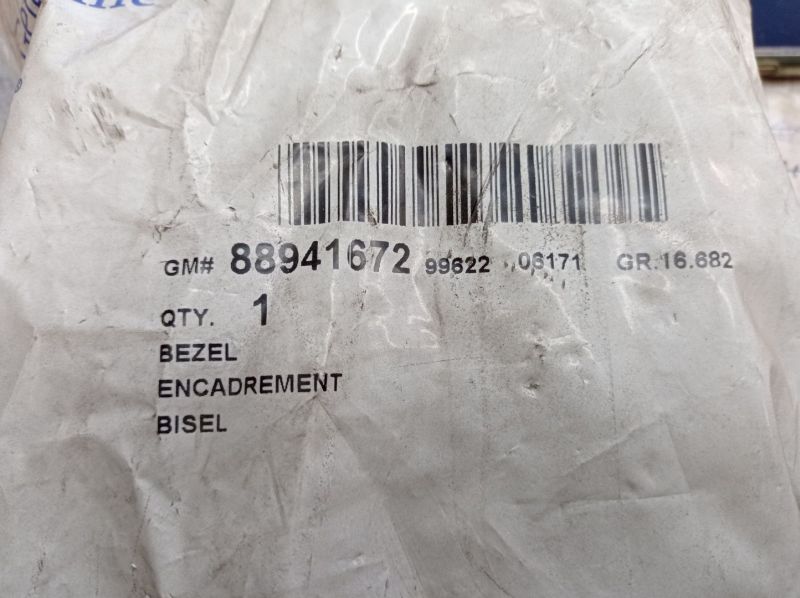 GM# 88941672 99622 06171 GR.16.682
QTY. 1
BEZEL
ENCADREMENT
BISEL